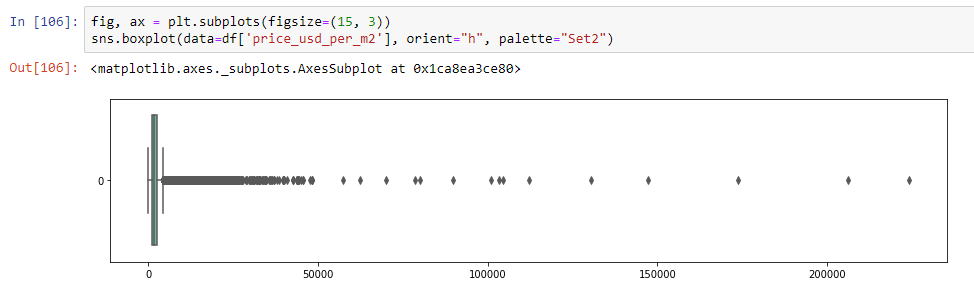 In [106]: fig, ax = plt.subplots(figsize=(15, 3))
sns.boxplot(data=df['price_usd_per_m2'], orient="h", palette="Set2")
Out[106]: <matplotlib.axes._subplots.AxesSubplot at 0x1ca8ea3ce80>
0
0 50000 100000 150000 200000